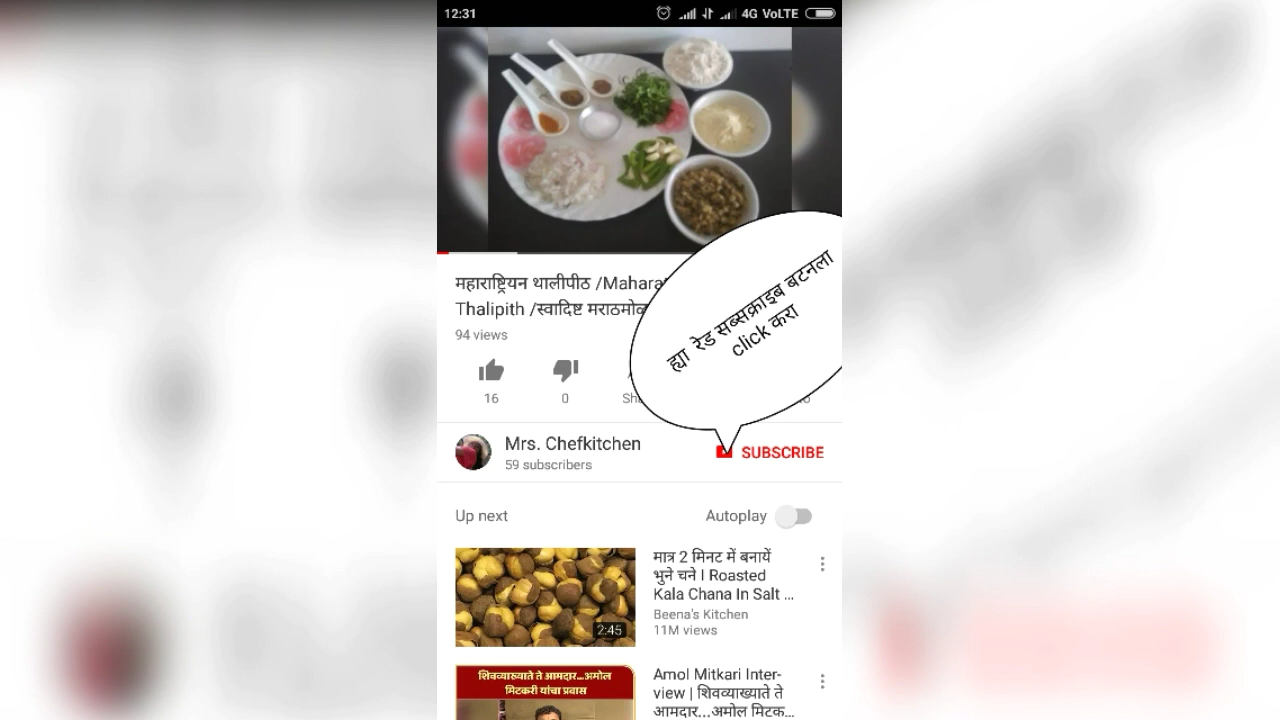 12:31
4G VoLTE
महाराष्ट्रियन थालीपीठ /Mahara
Thalipith /स्वादिष्ट मराठमोळ
94 views
ह्या रेड सब्सक्राइब बटनला
click करा
16
0
Sh
Mrs. Chefkitchen
59 subscribers
SUBSCRIBE
Up next
Autoplay
2:45
मात्र 2 मिनट में बनायें
भुने चने l Roasted
Kala Chana In Salt ...
Beena's Kitchen
11M views
शिवव्याख्याते ते आमदार...अमोल
मिटकरी यांचा प्रवास
Amol Mitkari Inter-
view | शिवव्याख्याते ते
आमदार...अमोल मिटक...